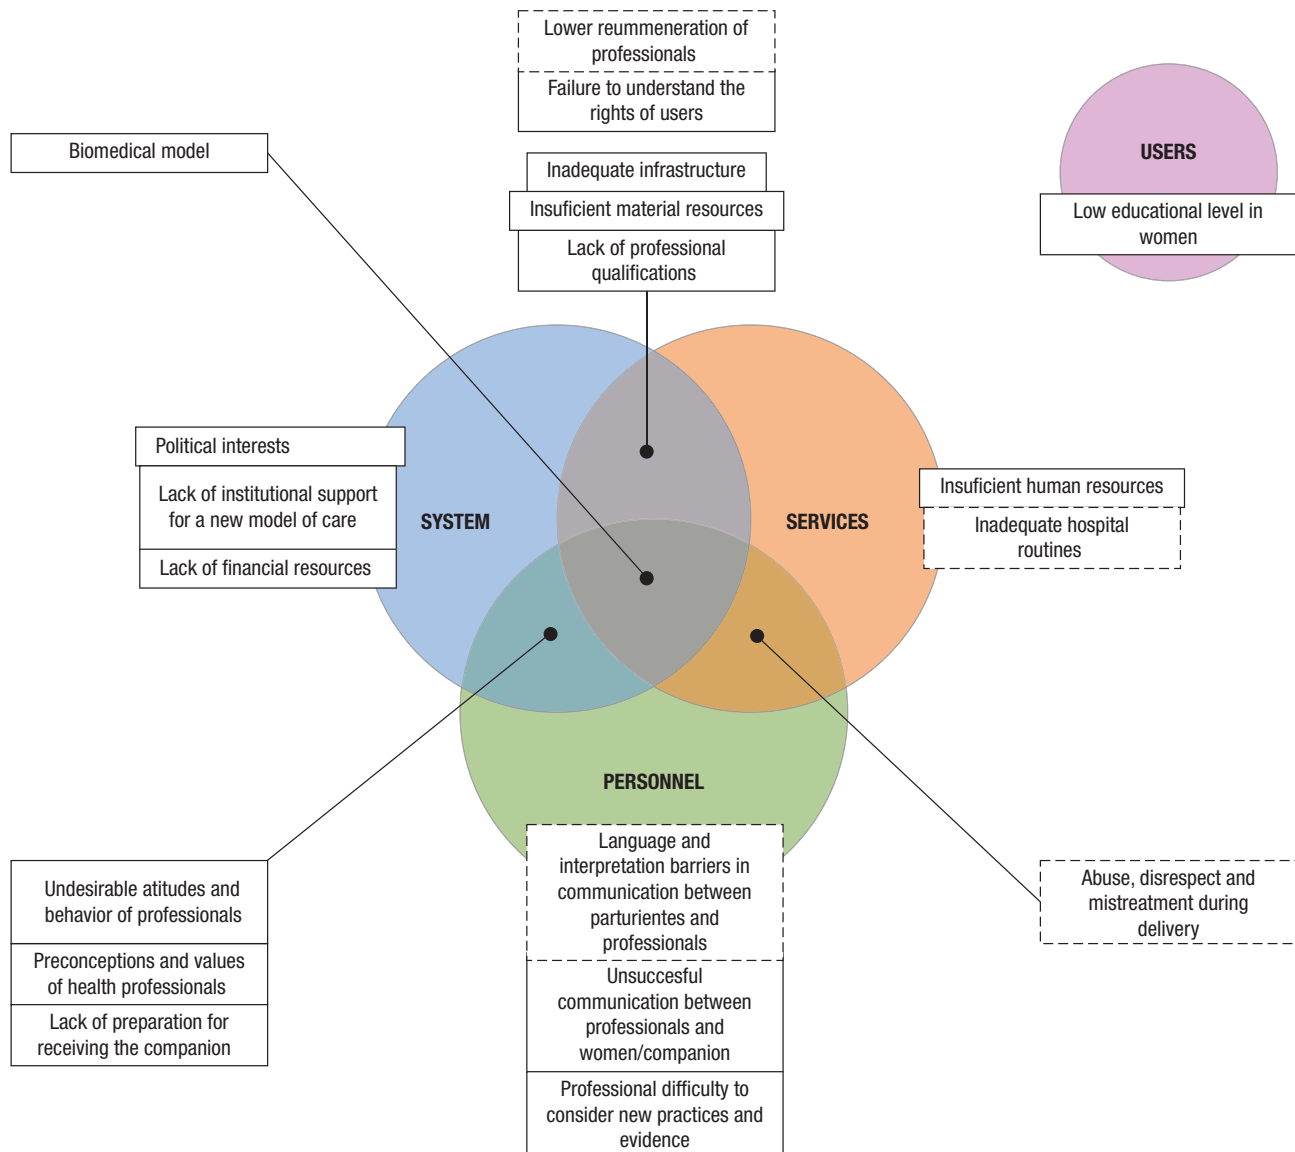 Lower reummeneration of
professionals
Failure to understand the
rights of users
Biomedical model
Inadequate infrastructure
Insuficient material resources
Lack of professional
qualifications
USERS
Low educational level in
women
Political interests
Lack of institutional support
for a new model of care
Lack of financial resources
SYSTEM
SERVICES
Insuficient human resources
Inadequate hospital
routines
PERSONNEL
Language and
interpretation barriers in
communication between
parturientes and
professionals
Unsuccesful
communication between
professionals and
women/companion
Professional difficulty to
consider new practices and
evidence
Undesirable atitudes and
behavior of professionals
Preconceptions and values
of health professionals
Lack of preparation for
receiving the companion
Abuse, disrespect and
mistreatment during
delivery